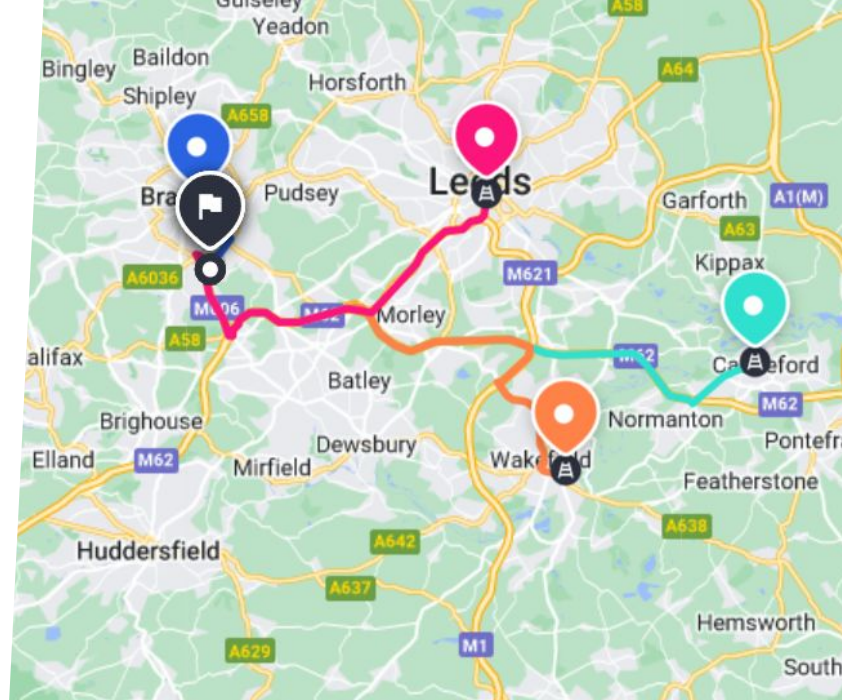 Guiseley
A58
Yeadon
Baildon
Bingley
A64
Horsforth
Shipley
A658
Leeds
Bra
Pudsey
Garforth
A1(M)
A63
Kippax
M621
A6036
M606
M62
Morley
A58
M62
Castleford
alifax
Batley
M62
Brighouse
Normanton
Dewsbury
Pontefr
Elland
M62
Mirfield
Wakefield
Featherstone
A638
A642
Huddersfield
A637
Hemsworth
A629
M1
South